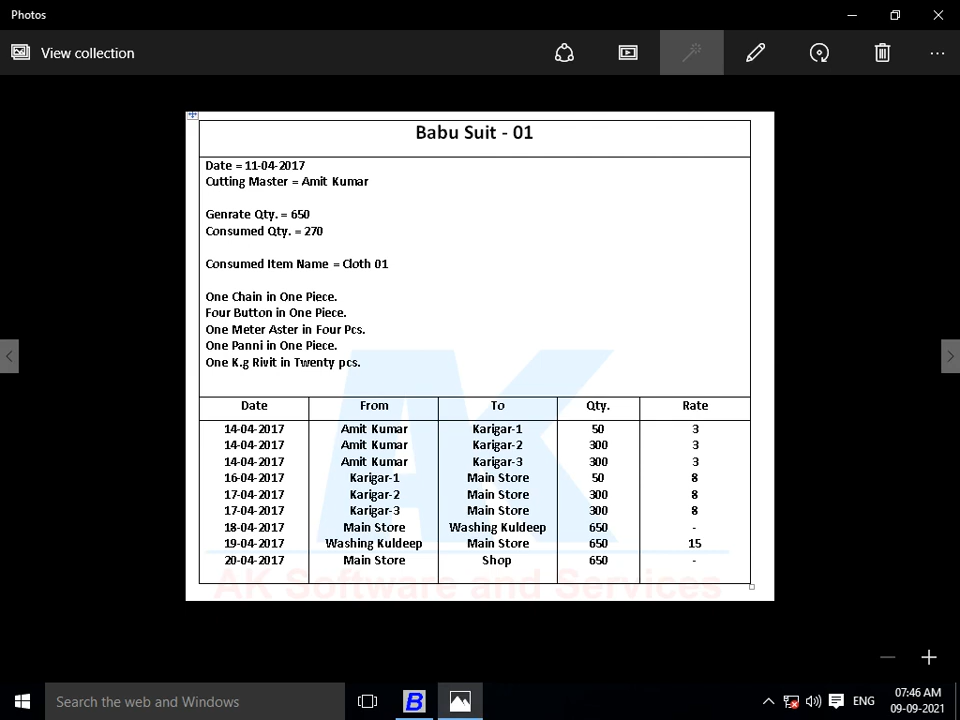 Photos
View collection
Babu Suit - 01
Date = 11-04-2017
Cutting Master = Amit Kumar
Genrate Qty. = 650
Consumed Qty. = 270
Consumed Item Name = Cloth 01
One Chain in One Piece.
Four Button in One Piece.
One Meter Aster in Four Pcs.
One Panni in One Piece.
One K.g Rivit in Twenty pcs.
Date From To Qty. Rate
14-04-2017 Amit Kumar Karigar-1 50 3
14-04-2017 Amit Kumar Karigar-2 300 3
14-04-2017 Amit Kumar Karigar-3 300 3
16-04-2017 Karigar-1 Main Store 50 8
17-04-2017 Karigar-2 Main Store 300 8
17-04-2017 Karigar-3 Main Store 300 8
18-04-2017 Main Store Washing Kuldeep 650 -
19-04-2017 Washing Kuldeep Main Store 650 15
20-04-2017 Main Store Shop 650 -
AK
AK Software and Services
Search the web and Windows
B
ENG
07:46 AM
09-09-2021